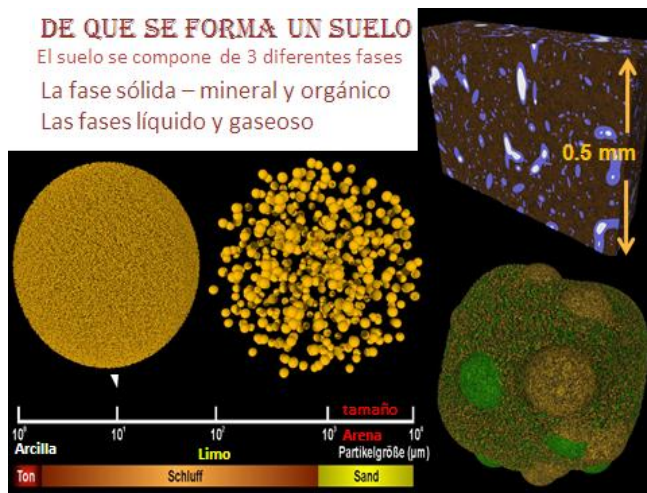 DE QUE SE FORMA UN SUELO
El suelo se compone de 3 diferentes fases
La fase sólida – mineral y orgánico
Las fases líquido y gaseoso
0.5 mm
tamaño
10⁰ 10¹ 10² 10³ 10⁴
Arcilla Limo Arena
Partikelgröße (µm)
Ton Schluff Sand